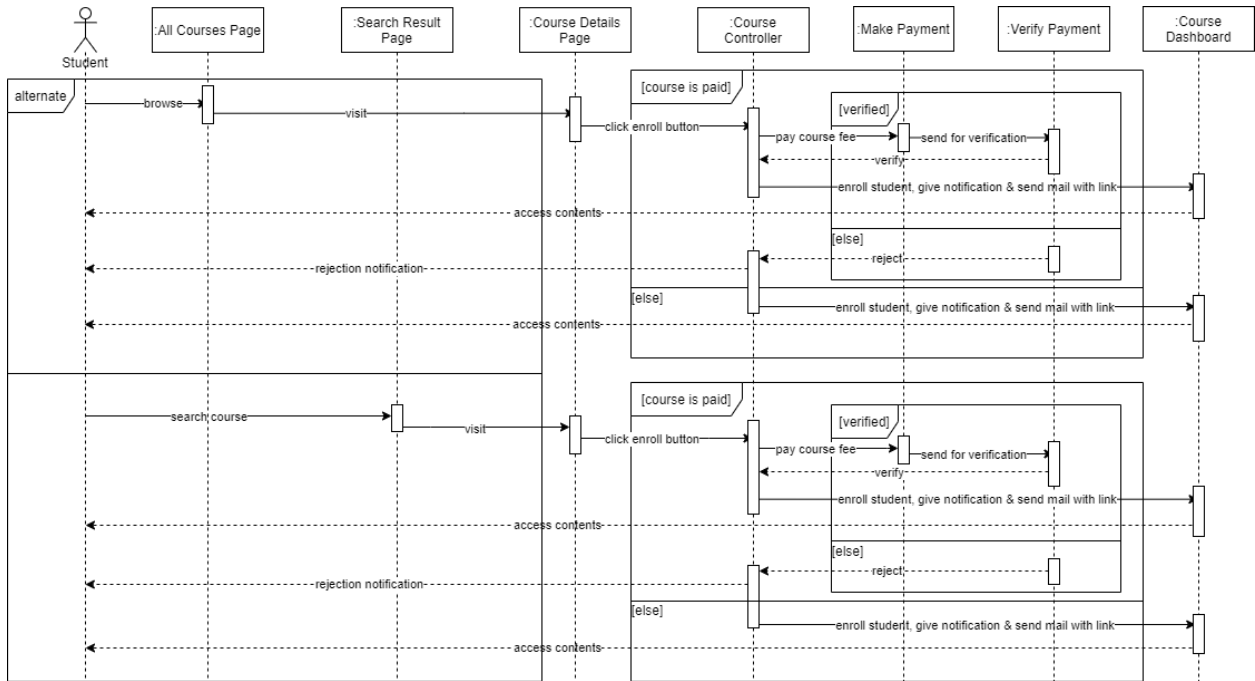 :All Courses Page
:Search Result
Page
:Course Details
Page
:Course
Controller
:Make Payment
:Verify Payment
:Course
Dashboard
Student
alternate
[course is paid]
browse
visit
[verified]
click enroll button
pay course fee
send for verification
verify
enroll student, give notification & send mail with link
access contents
[else]
reject
rejection notification
[else]
enroll student, give notification & send mail with link
access contents
[course is paid]
search course
visit
[verified]
click enroll button
pay course fee
send for verification
verify
enroll student, give notification & send mail with link
access contents
[else]
reject
rejection notification
[else]
enroll student, give notification & send mail with link
access contents